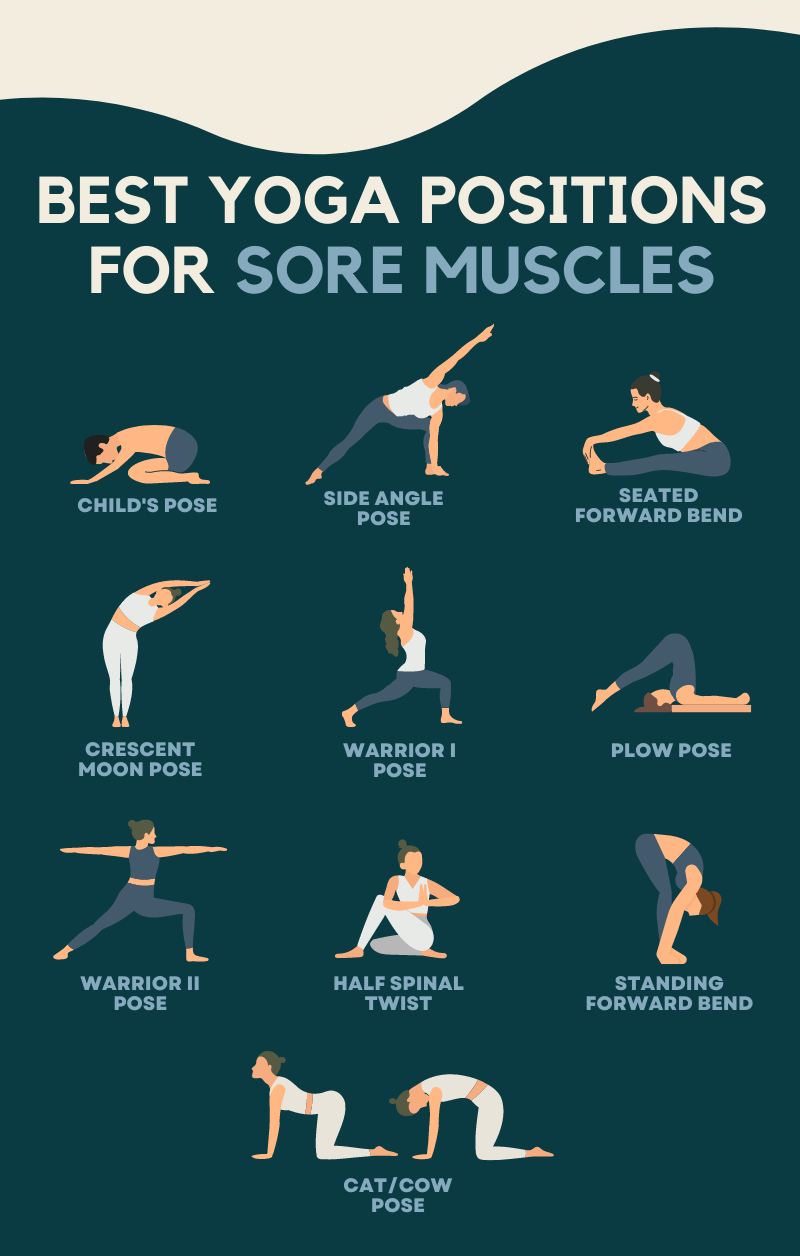 BEST YOGA POSITIONS
FOR SORE MUSCLES
CHILD'S POSE
SIDE ANGLE
POSE
SEATED
FORWARD BEND
CRESCENT
MOON POSE
WARRIOR I
POSE
PLOW POSE
WARRIOR II
POSE
HALF SPINAL
TWIST
STANDING
FORWARD BEND
CAT/COW
POSE